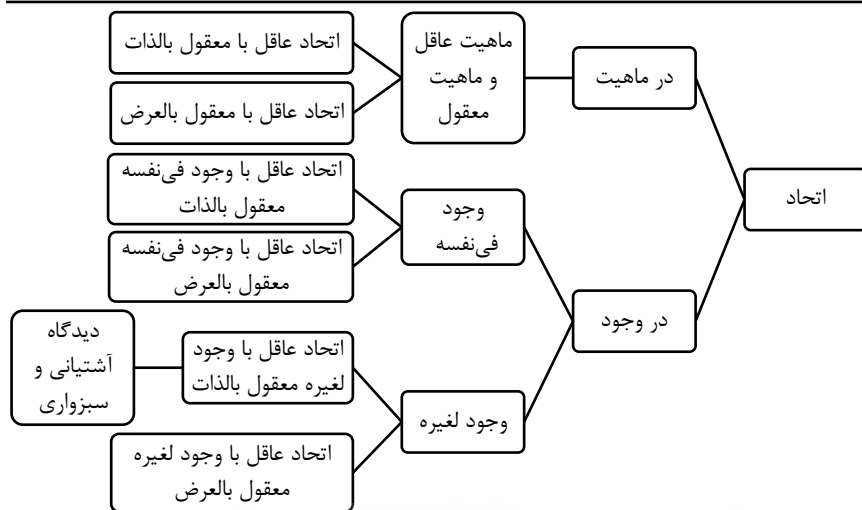 اتحاد
در ماهیت
ماهیت عاقل
و ماهیت
معقول
اتحاد عاقل با معقول بالذات
اتحاد عاقل با معقول بالعرض
در وجود
وجود
فی‌نفسه
اتحاد عاقل با وجود فی‌نفسه
معقول بالذات
اتحاد عاقل با وجود فی‌نفسه
معقول بالعرض
وجود لغیره
اتحاد عاقل با وجود
لغیره معقول بالذات
دیدگاه
آشتیانی و
سبزواری
اتحاد عاقل با وجود لغیره
معقول بالعرض